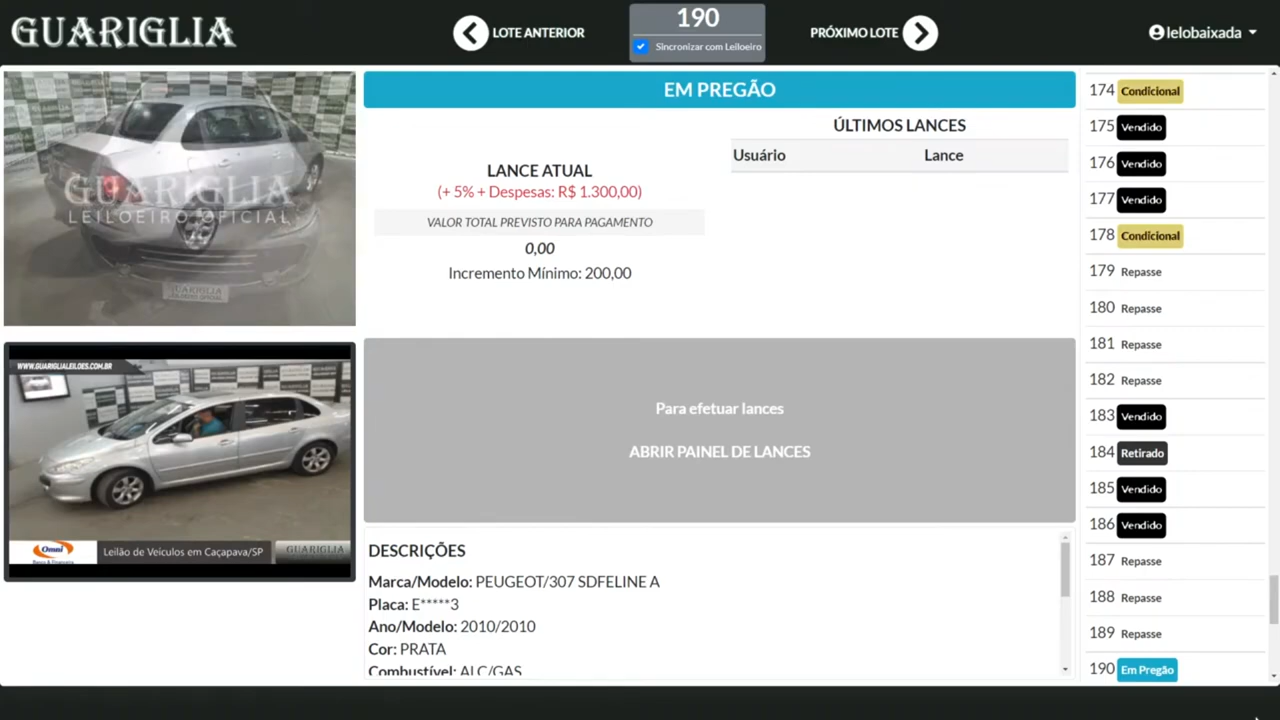 GUARIGLIA
LOTE ANTERIOR
190
Sincronizar com Leiloeiro
PRÓXIMO LOTE
lelobaixada
GUARIGLIA
LEILOEIRO OFICIAL
GUARIGLIA
WWW.GUARIGLIALEILOES.COM.BR
Omni
Leilão de Veiculos em Caçapava/SP
GUARIGLIA
EM PREGÃO
LANCE ATUAL
(+ 5% + Despesas: R$ 1.300,00)
VALOR TOTAL PREVISTO PARA PAGAMENTO
0,00
Incremento Mínimo: 200,00
ÚLTIMOS LANCES
Usuário Lance
Para efetuar lances
ABRIR PAINEL DE LANCES
DESCRIÇÕES
Marca/Modelo: PEUGEOT/307 SDFELINE A
Placa: E*****3
Ano/Modelo: 2010/2010
Cor: PRATA
Combustível: ALC/GAS
174 Condicional
175 Vendido
176 Vendido
177 Vendido
178 Condicional
179 Repasse
180 Repasse
181 Repasse
182 Repasse
183 Vendido
184 Retirado
185 Vendido
186 Vendido
187 Repasse
188 Repasse
189 Repasse
190 Em Pregão